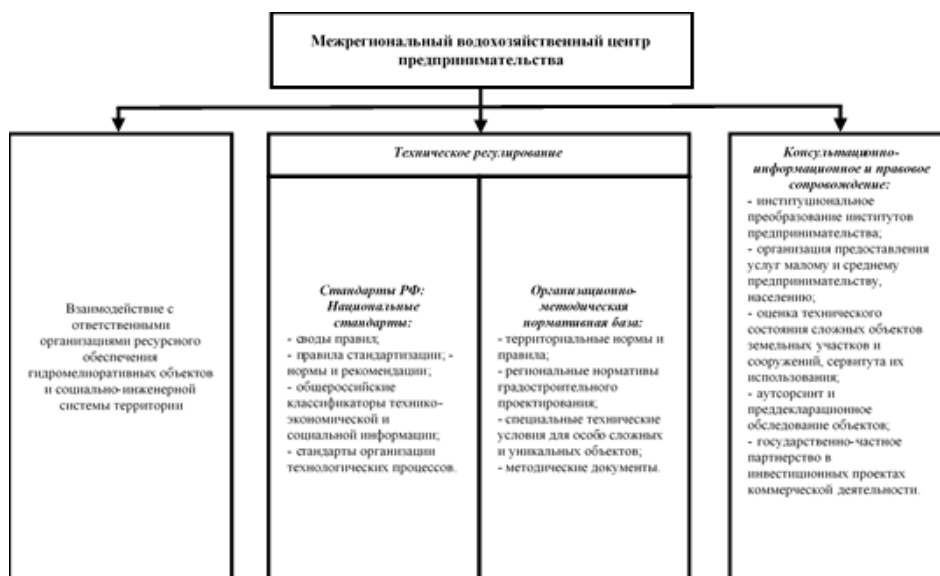 Межрегиональный водохозяйственный центр
предпринимательства
Взаимодействие с
ответственными
организациями ресурсного
обеспечения
гидромелиоративных объектов
и социально-инженерной
системы территории
Техническое регулирование
Стандарты РФ:
Национальные
стандарты:
- своды правил;
- правила стандартизации; -
нормы и рекомендации;
- общероссийские
классификаторы технико-
экономической и
социальной информации;
- стандарты организации
технологических процессов.
Организационно-
методическая
нормативная база:
- территориальные нормы и
правила;
- региональные нормативы
градостроительного
проектирования;
- специальные технические
условия для особо сложных
и уникальных объектов;
- методические документы.
Консультационно-
информационное и правовое
сопровождение:
- институциональное
преобразование институтов
предпринимательства;
- организация предоставления
услуг малому и среднему
предпринимательству,
населению;
- оценка технического
состояния сложных объектов
земельных участков и
сооружений, сервитута их
использования;
- аутсорсинт и
преддекларационное
обследование объектов;
- государственно-частное
партнерство в
инвестиционных проектах
коммерческой деятельности.